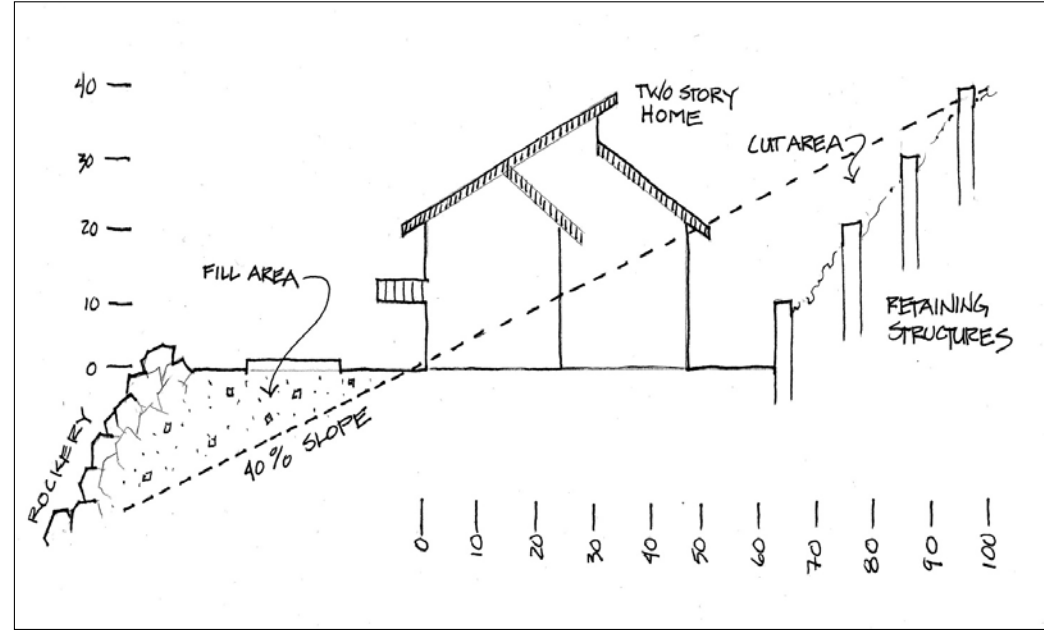 40
TWO STORY
HOME
CUT AREA
30
20
FILL AREA
10
RETAINING
STRUCTURES
0
ROCKERY
40% SLOPE
0
10
20
30
40
50
60
70
80
90
100